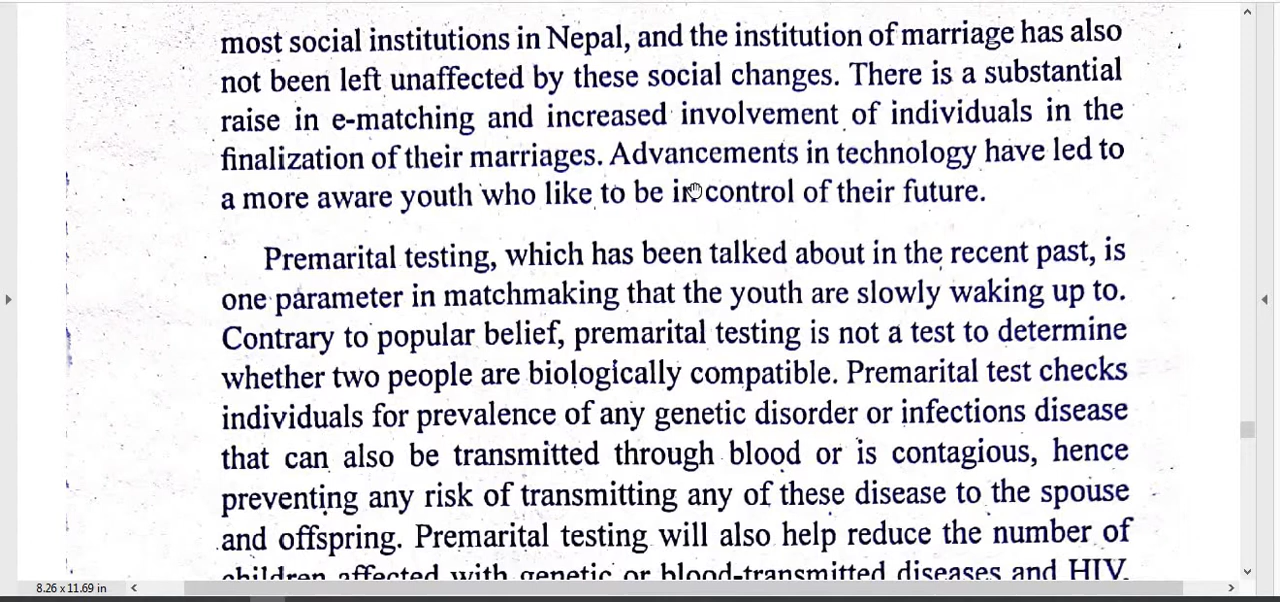 most social institutions in Nepal, and the institution of marriage has also
not been left unaffected by these social changes. There is a substantial
raise in e-matching and increased involvement of individuals in the
finalization of their marriages. Advancements in technology have led to
a more aware youth who like to be in control of their future.
Premarital testing, which has been talked about in the recent past, is
one parameter in matchmaking that the youth are slowly waking up to.
Contrary to popular belief, premarital testing is not a test to determine
whether two people are biologically compatible. Premarital test checks
individuals for prevalence of any genetic disorder or infections disease
that can also be transmitted through blood or is contagious, hence
preventing any risk of transmitting any of these disease to the spouse
and offspring. Premarital testing will also help reduce the number of
children affected with genetic or blood-transmitted diseases and HIV.
8.26 x 11.69 in